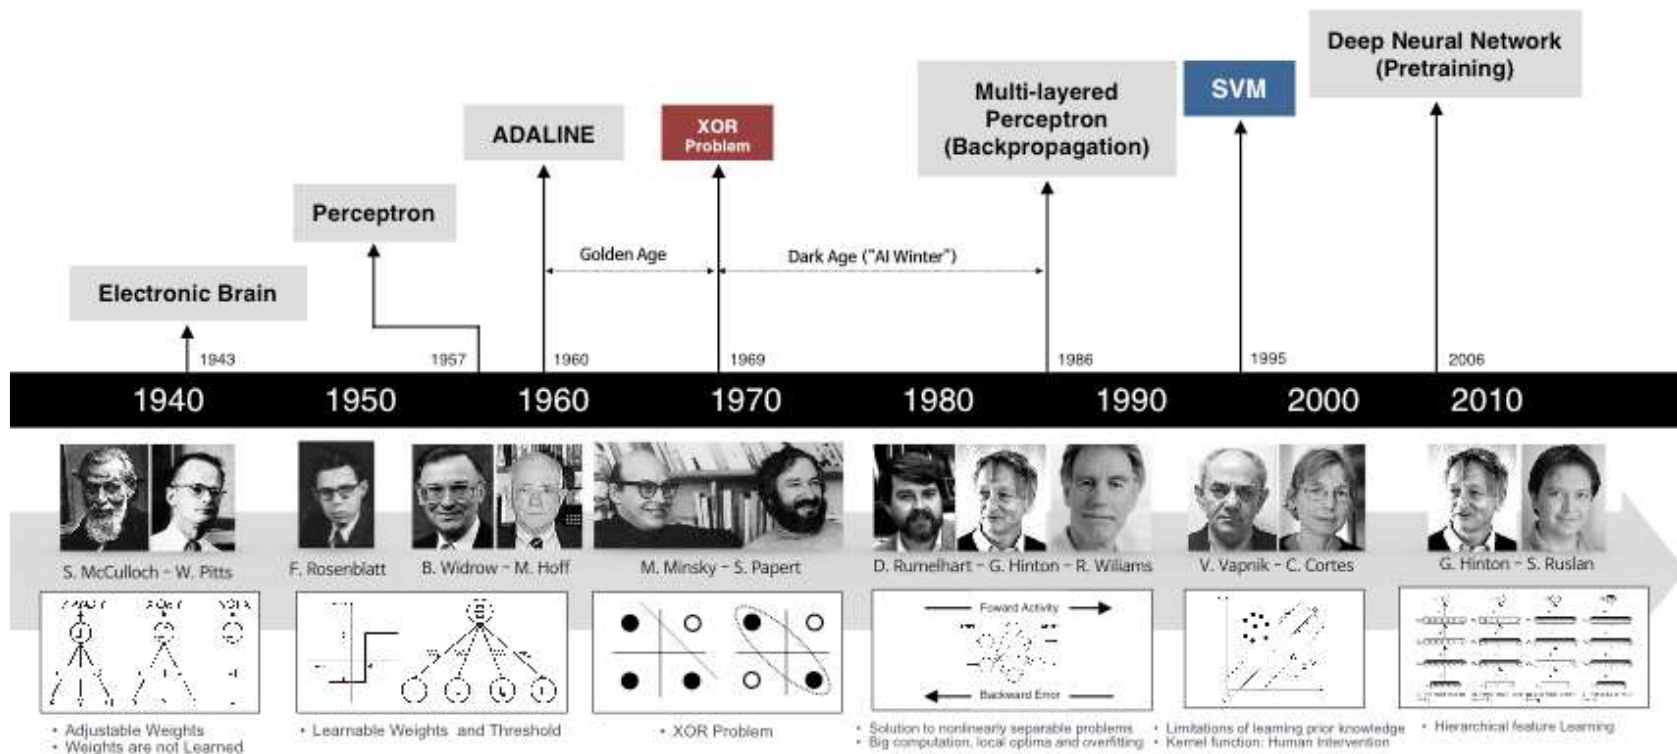 Deep Neural Network
(Pretraining)
Multi-layered
Perceptron
(Backpropagation)
SVM
ADALINE
XOR
Problem
Perceptron
Golden Age
Dark Age ("AI Winter")
Electronic Brain
1943
1957
1960
1969
1986
1995
2006
1940
1950
1960
1970
1980
1990
2000
2010
S. McCulloch – W. Pitts
F. Rosenblatt
B. Widrow – M. Hoff
M. Minsky – S. Papert
D. Rumelhart – G. Hinton – R. Wiliams
V. Vapnik – C. Cortes
G. Hinton – S. Ruslan
X AND Y
X OR Y
NOT X
Foward Activity
Backward Error
• Adjustable Weights
• Weights are not Learned
• Learnable Weights and Threshold
• XOR Problem
• Solution to nonlinearly separable problems
• Big computation, local optima and overfitting
• Limitations of learning prior knowledge
• Kernel function: Human Intervention
• Hierarchical feature Learning